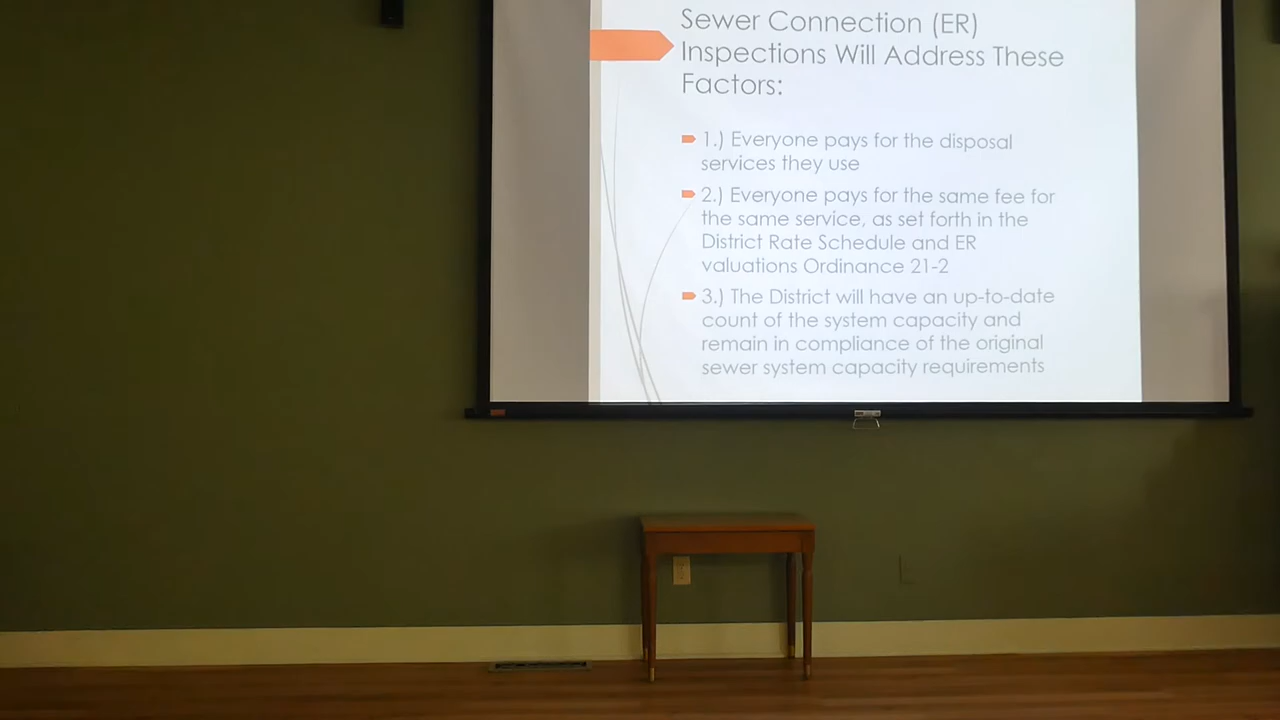 Sewer Connection (ER)
Inspections Will Address These
Factors:
1.) Everyone pays for the disposal
services they use
2.) Everyone pays for the same fee for
the same service, as set forth in the
District Rate Schedule and ER
valuations Ordinance 21-2
3.) The District will have an up-to-date
count of the system capacity and
remain in compliance of the original
sewer system capacity requirements